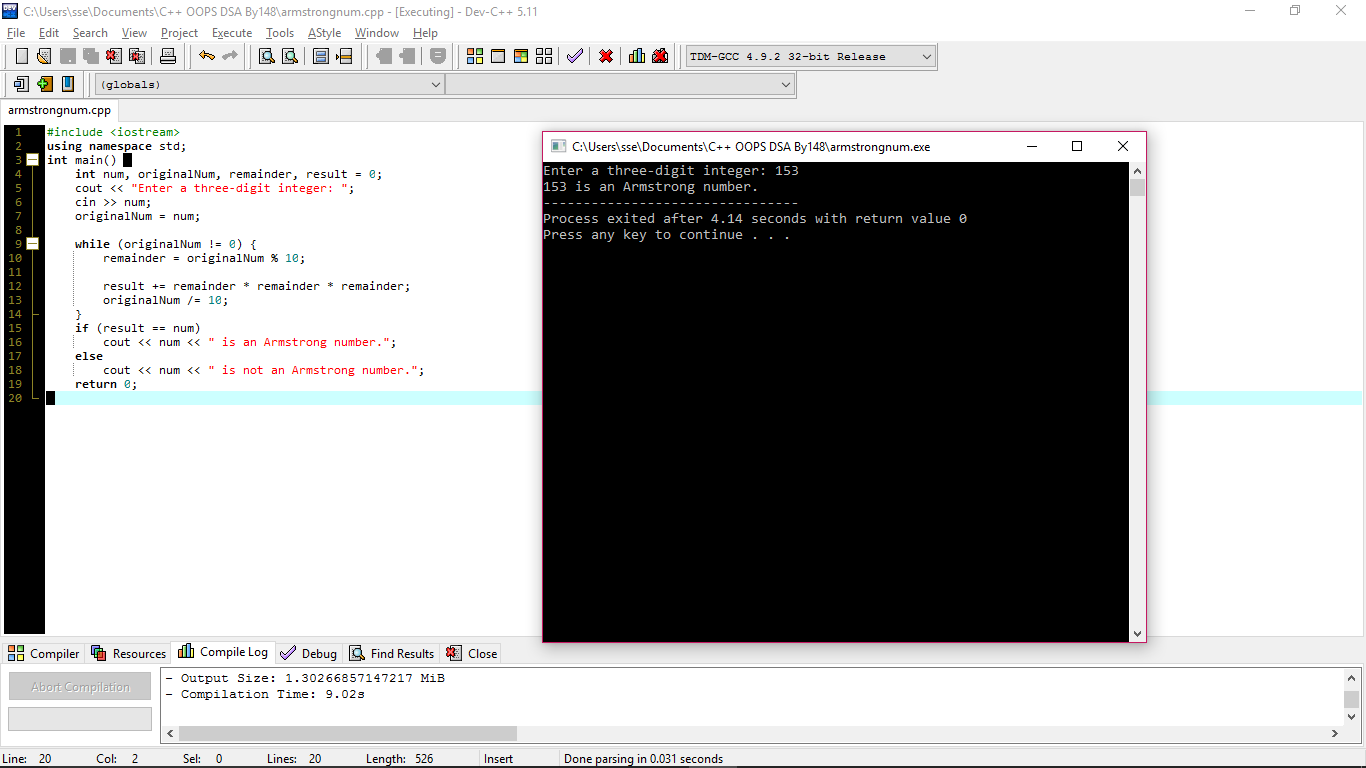 C:\Users\sse\Documents\C++ OOPS DSA By148\armstrongnum.cpp - [Executing] - Dev-C++ 5.11
File Edit Search View Project Execute Tools AStyle Window Help
TDM-GCC 4.9.2 32-bit Release
(globals)
armstrongnum.cpp
1 #include <iostream>
2 using namespace std;
3 int main()
4 int num, originalNum, remainder, result = 0;
5 cout << "Enter a three-digit integer: ";
6 cin >> num;
7 originalNum = num;
8
9 while (originalNum != 0) {
10 remainder = originalNum % 10;
11
12 result += remainder * remainder * remainder;
13 originalNum /= 10;
14 }
15 if (result == num)
16 cout << num << " is an Armstrong number.";
17 else
18 cout << num << " is not an Armstrong number.";
19 return 0;
20
C:\Users\sse\Documents\C++ OOPS DSA By148\armstrongnum.exe
Enter a three-digit integer: 153
153 is an Armstrong number.
--------------------------------
Process exited after 4.14 seconds with return value 0
Press any key to continue . . .
Compiler Resources Compile Log Debug Find Results Close
Abort Compilation
- Output Size: 1.30266857147217 MiB
- Compilation Time: 9.02s
Line: 20 Col: 2 Sel: 0 Lines: 20 Length: 526 Insert Done parsing in 0.031 seconds